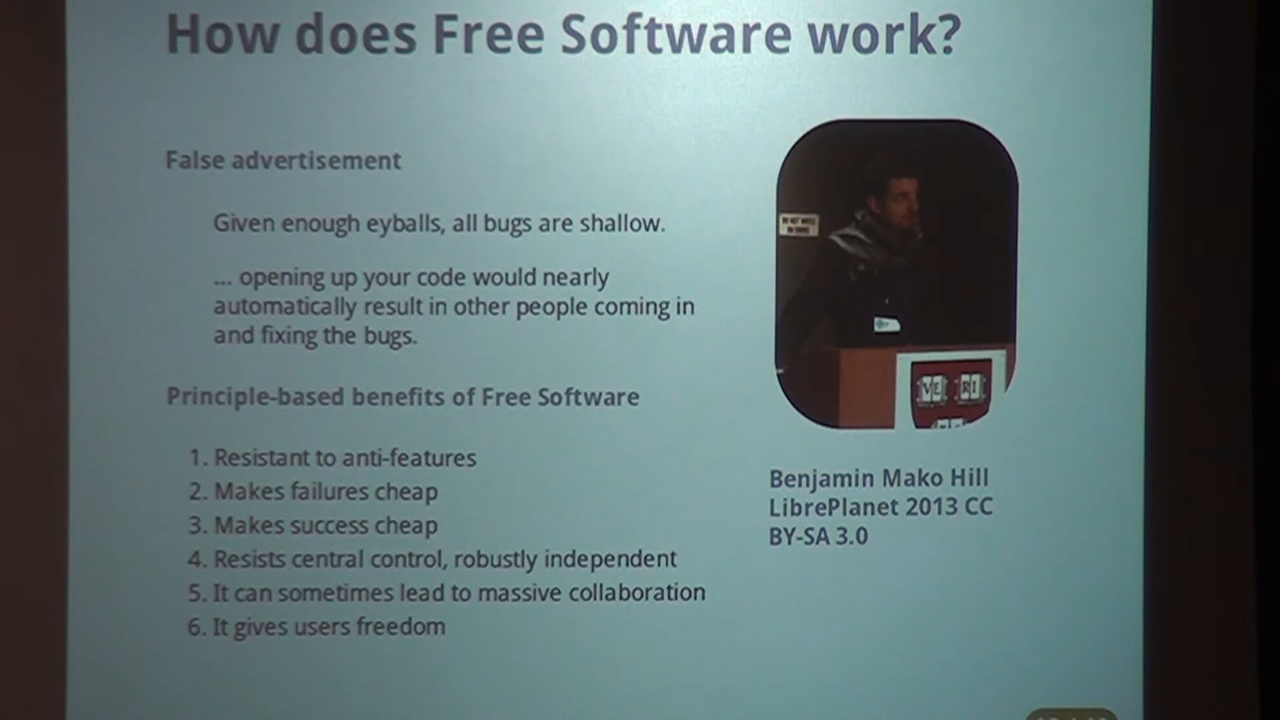 How does Free Software work?
False advertisement
Given enough eyballs, all bugs are shallow.
... opening up your code would nearly
automatically result in other people coming in
and fixing the bugs.
Principle-based benefits of Free Software
1. Resistant to anti-features
2. Makes failures cheap
3. Makes success cheap
4. Resists central control, robustly independent
5. It can sometimes lead to massive collaboration
6. It gives users freedom
VE RI
Benjamin Mako Hill
LibrePlanet 2013 CC
BY-SA 3.0